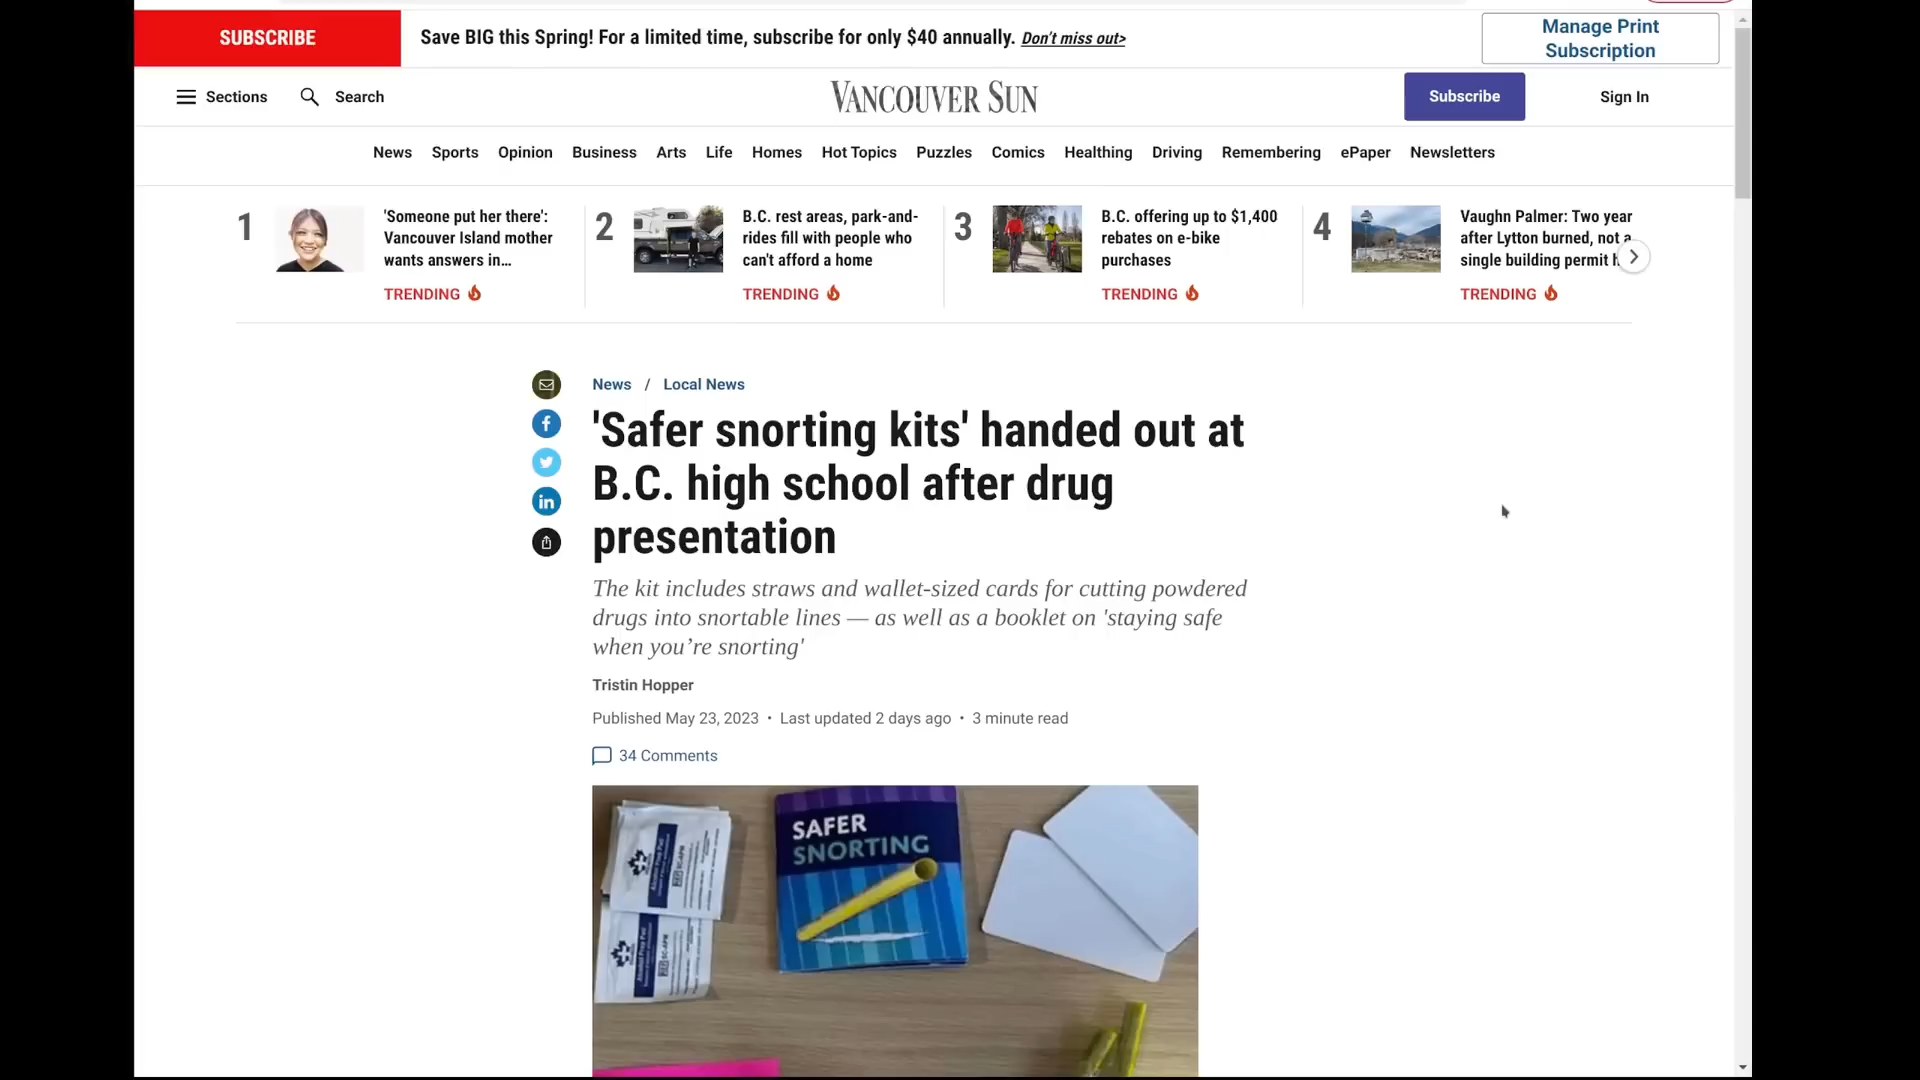 SUBSCRIBE
Save BIG this Spring! For a limited time, subscribe for only $40 annually. Don't miss out>
Manage Print
Subscription
Sections
Search
VANCOUVER SUN
Subscribe
Sign In
News Sports Opinion Business Arts Life Homes Hot Topics Puzzles Comics Healthing Driving Remembering ePaper Newsletters
1
'Someone put her there':
Vancouver Island mother
wants answers in...
TRENDING
2
B.C. rest areas, park-and-
rides fill with people who
can't afford a home
TRENDING
3
B.C. offering up to $1,400
rebates on e-bike
purchases
TRENDING
4
Vaughn Palmer: Two year
after Lytton burned, not a
single building permit
TRENDING
News / Local News
'Safer snorting kits' handed out at
B.C. high school after drug
presentation
The kit includes straws and wallet-sized cards for cutting powdered
drugs into snortable lines — as well as a booklet on 'staying safe
when you’re snorting'
Tristin Hopper
Published May 23, 2023 • Last updated 2 days ago • 3 minute read
34 Comments
SAFER
SNORTING
Alcohol Prep Pad